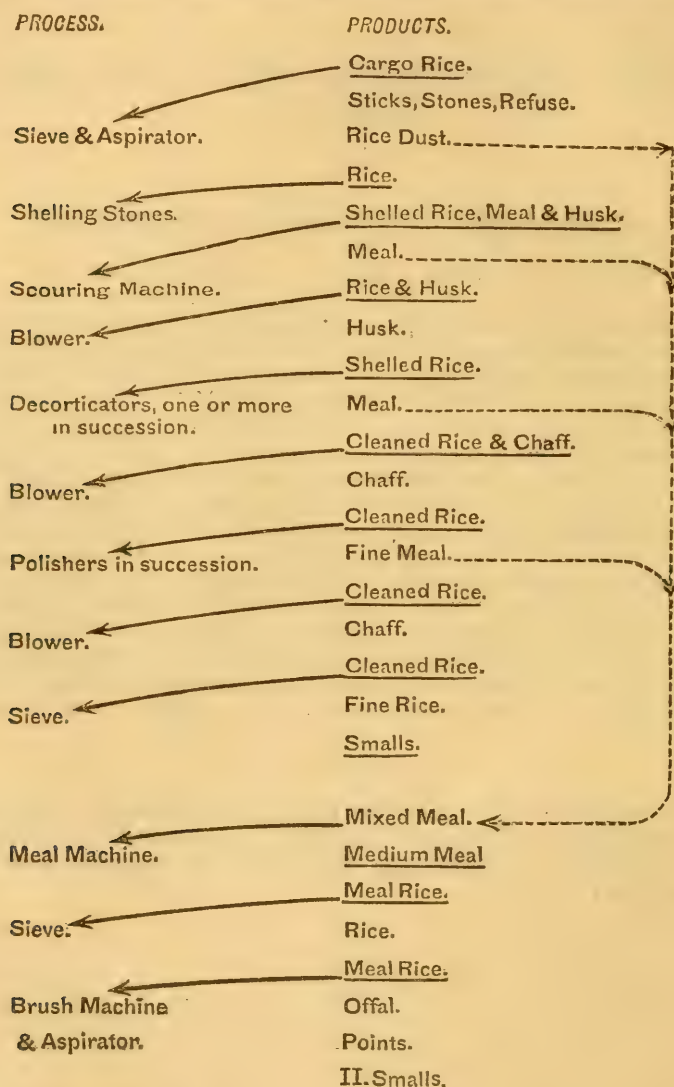 PROCESS. PRODUCTS.
Cargo Rice.
Sticks, Stones, Refuse.
Sieve & Aspirator. Rice Dust.
Rice.
Shelling Stones. Shelled Rice, Meal & Husk.
Meal.
Scouring Machine. Rice & Husk.
Blower. Husk.
Shelled Rice.
Decorticators, one or more Meal.
in succession.
Cleaned Rice & Chaff.
Blower. Chaff.
Cleaned Rice.
Polishers in succession. Fine Meal.
Cleaned Rice.
Blower. Chaff.
Cleaned Rice.
Sieve. Fine Rice.
Smalls.
Mixed Meal.
Meal Machine. Medium Meal
Meal Rice.
Sieve. Rice.
Meal Rice.
Brush Machine Offal.
& Aspirator. Points.
II. Smalls.